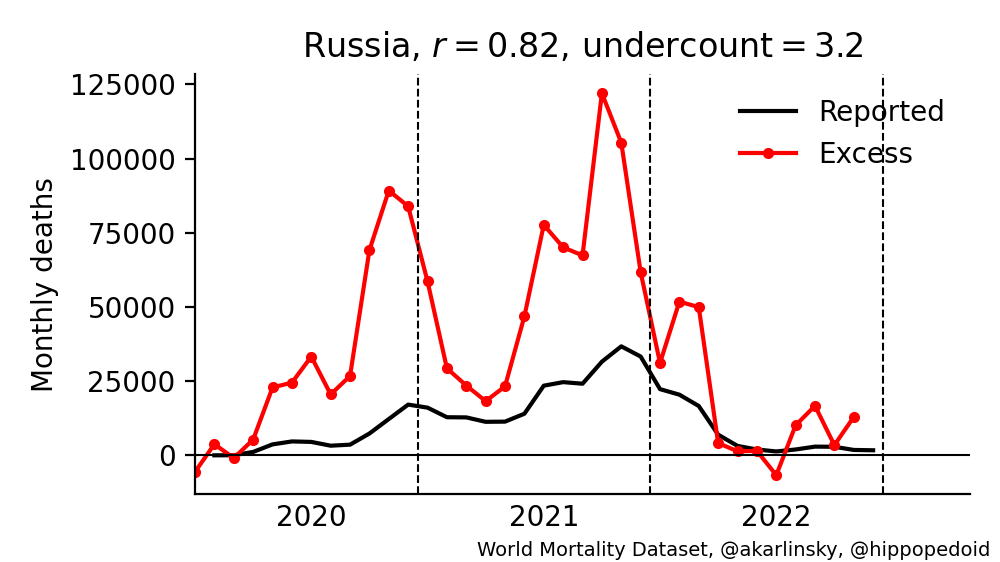 Russia, r = 0.82, undercount = 3.2
125000
100000
75000
50000
25000
0
Monthly deaths
Reported
Excess
2020 2021 2022
World Mortality Dataset, @akarlinsky, @hippopedoid